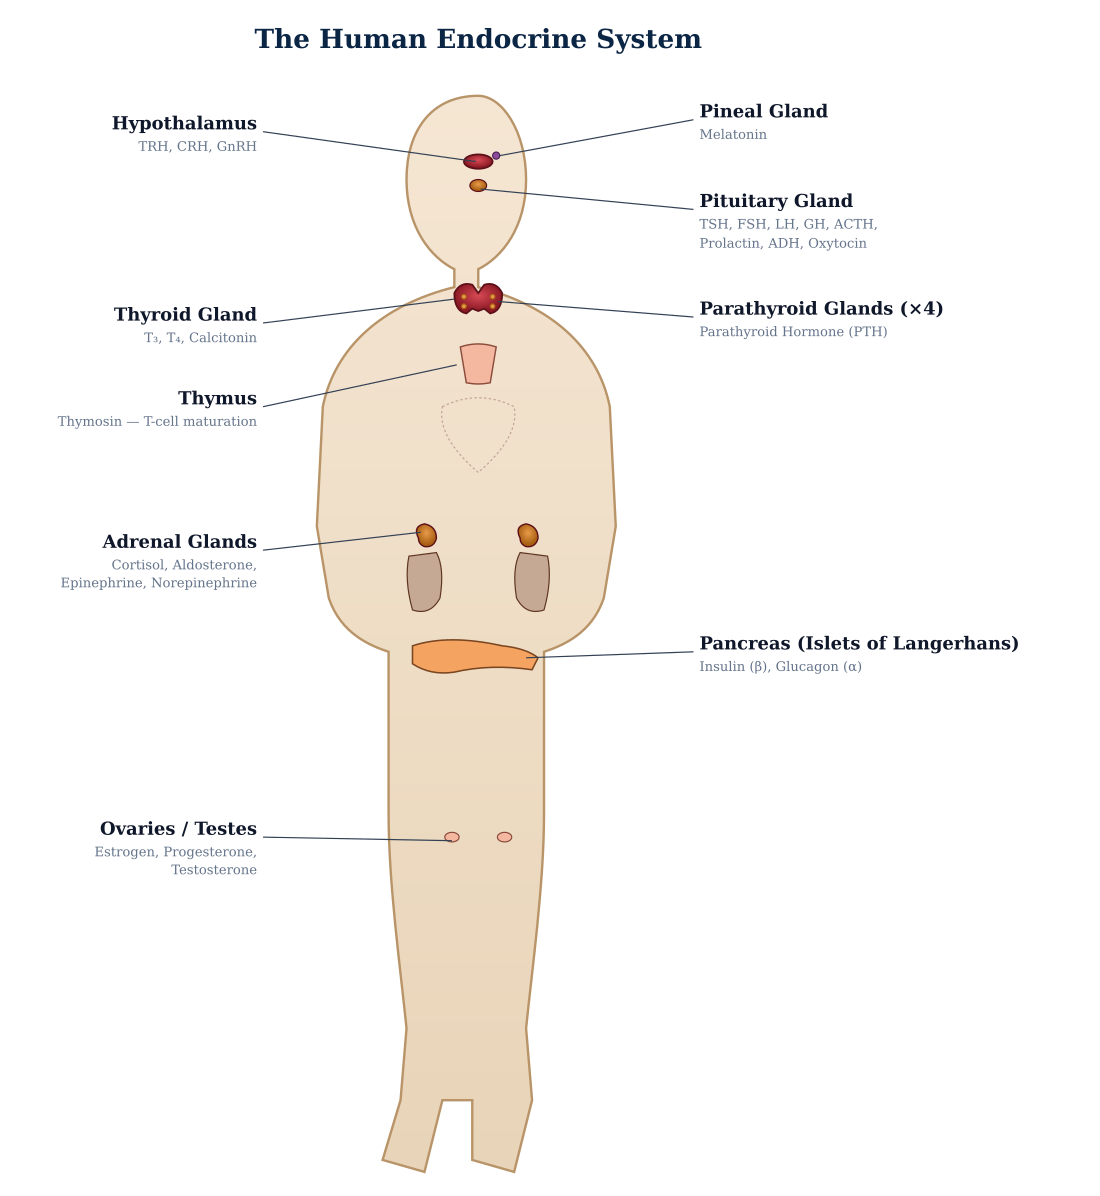 The Human Endocrine System
Hypothalamus
TRH, CRH, GnRH
Pineal Gland
Melatonin
Pituitary Gland
TSH, FSH, LH, GH, ACTH,
Prolactin, ADH, Oxytocin
Thyroid Gland
T₃, T₄, Calcitonin
Parathyroid Glands (×4)
Parathyroid Hormone (PTH)
Thymus
Thymosin — T-cell maturation
Adrenal Glands
Cortisol, Aldosterone,
Epinephrine, Norepinephrine
Pancreas (Islets of Langerhans)
Insulin (β), Glucagon (α)
Ovaries / Testes
Estrogen, Progesterone,
Testosterone